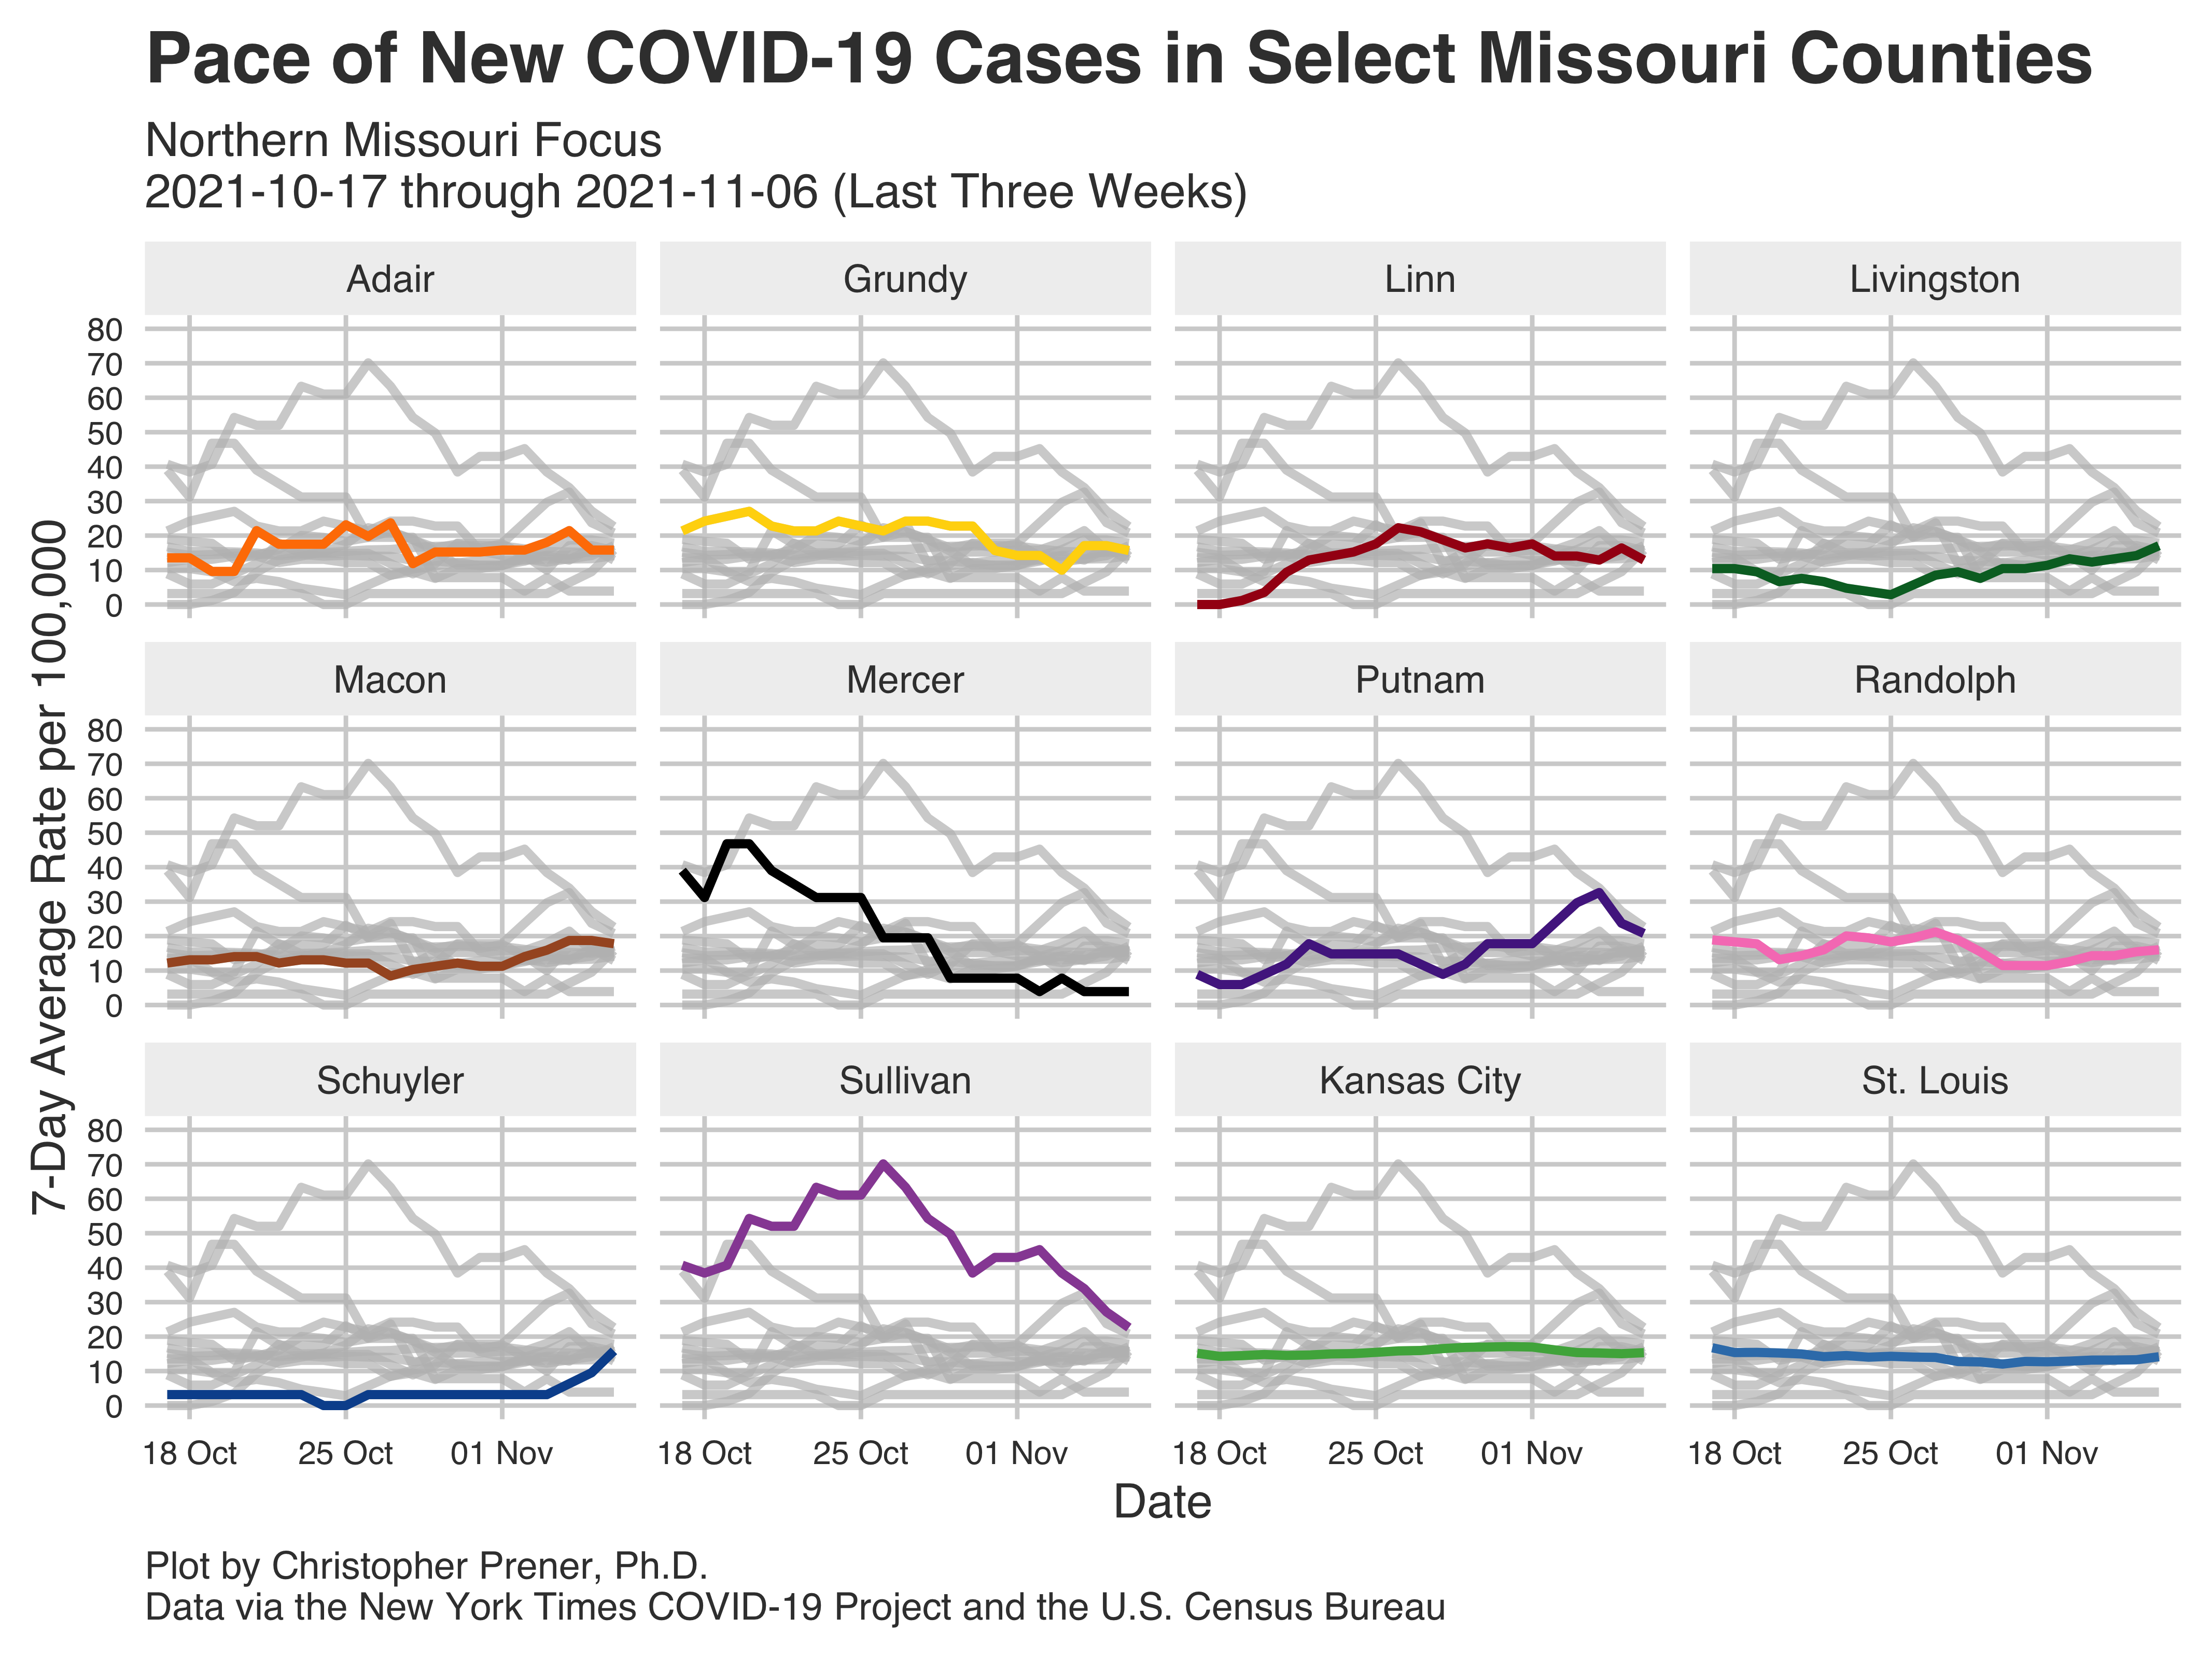 Pace of New COVID-19 Cases in Select Missouri Counties
Northern Missouri Focus
2021-10-17 through 2021-11-06 (Last Three Weeks)
7-Day Average Rate per 100,000
Adair
Grundy
Linn
Livingston
80
70
60
50
40
30
20
10
0
Macon
Mercer
Putnam
Randolph
80
70
60
50
40
30
20
10
0
Schuyler
Sullivan
Kansas City
St. Louis
80
70
60
50
40
30
20
10
0
18 Oct 25 Oct 01 Nov
18 Oct 25 Oct 01 Nov
18 Oct 25 Oct 01 Nov
18 Oct 25 Oct 01 Nov
Date
Plot by Christopher Prener, Ph.D.
Data via the New York Times COVID-19 Project and the U.S. Census Bureau